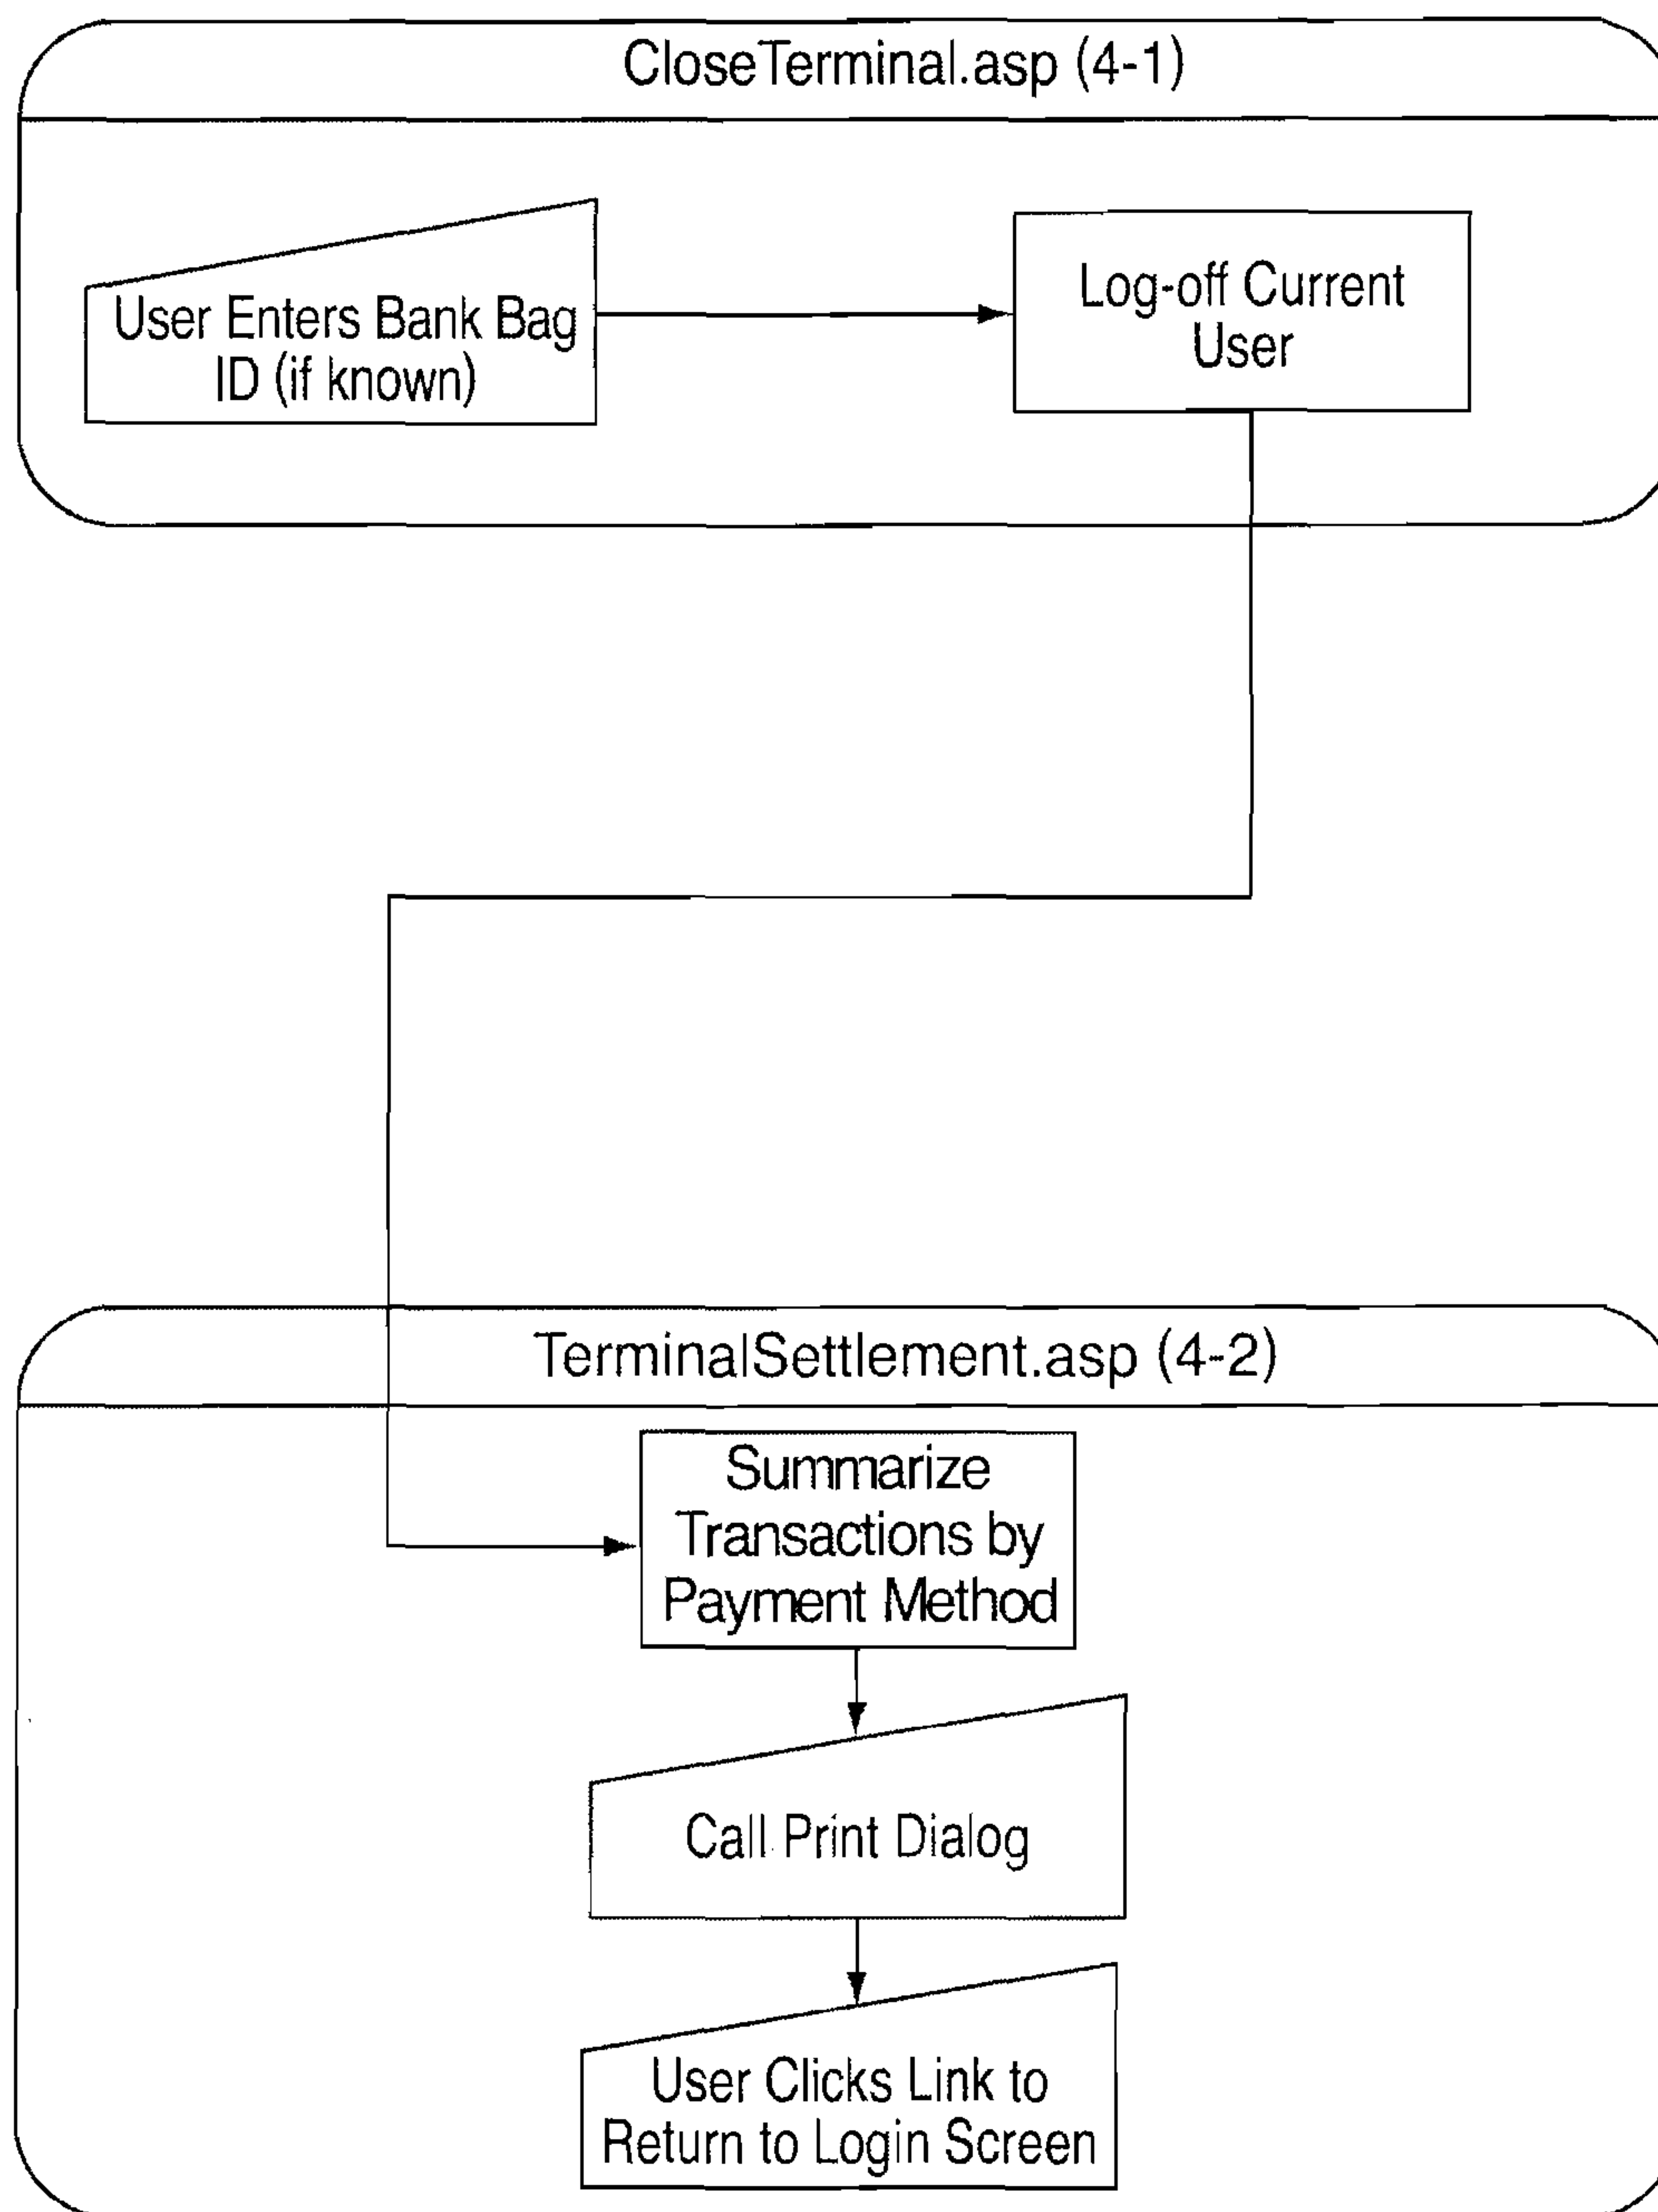 CloseTerminal.asp (4-1)
User Enters Bank Bag
ID (if known)
Log-off Current
User
TerminalSettlement.asp (4-2)
Summarize
Transactions by
Payment Method
Call Print Dialog
User Clicks Link to
Return to Login Screen